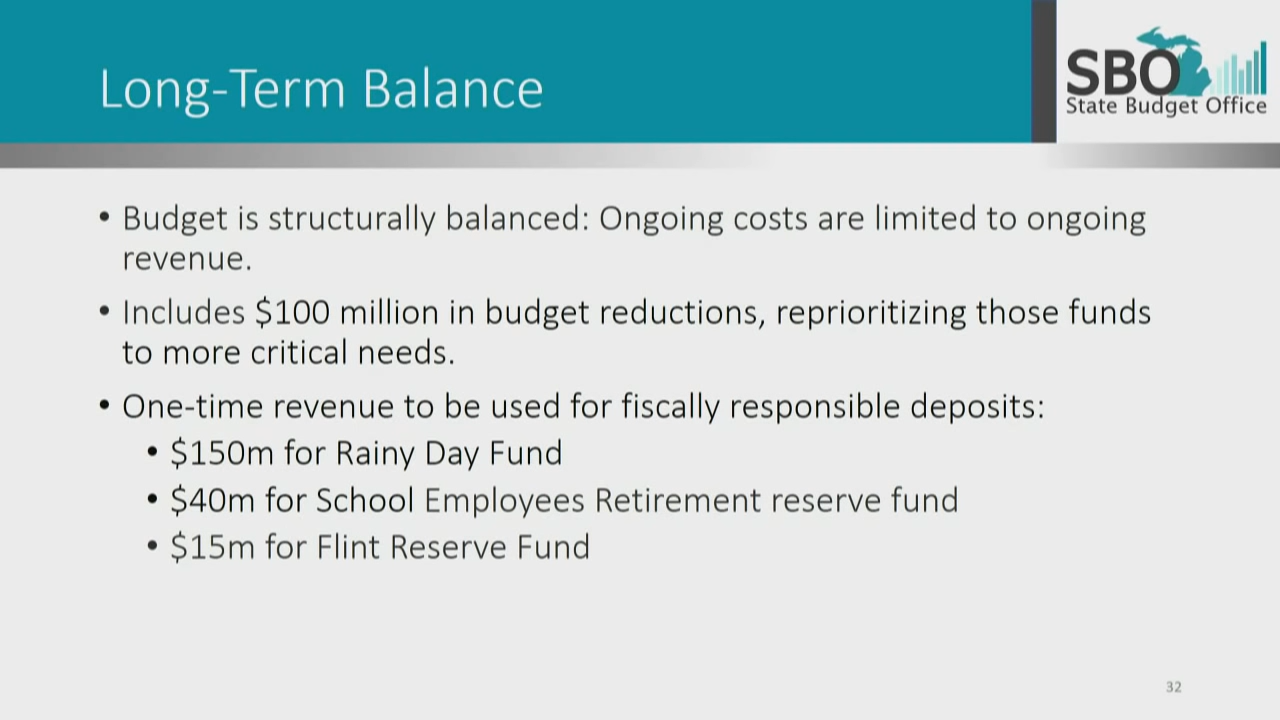 Long-Term Balance
SBO
State Budget Office
• Budget is structurally balanced: Ongoing costs are limited to ongoing
revenue.
• Includes $100 million in budget reductions, reprioritizing those funds
to more critical needs.
• One-time revenue to be used for fiscally responsible deposits:
• $150m for Rainy Day Fund
• $40m for School Employees Retirement reserve fund
• $15m for Flint Reserve Fund
32